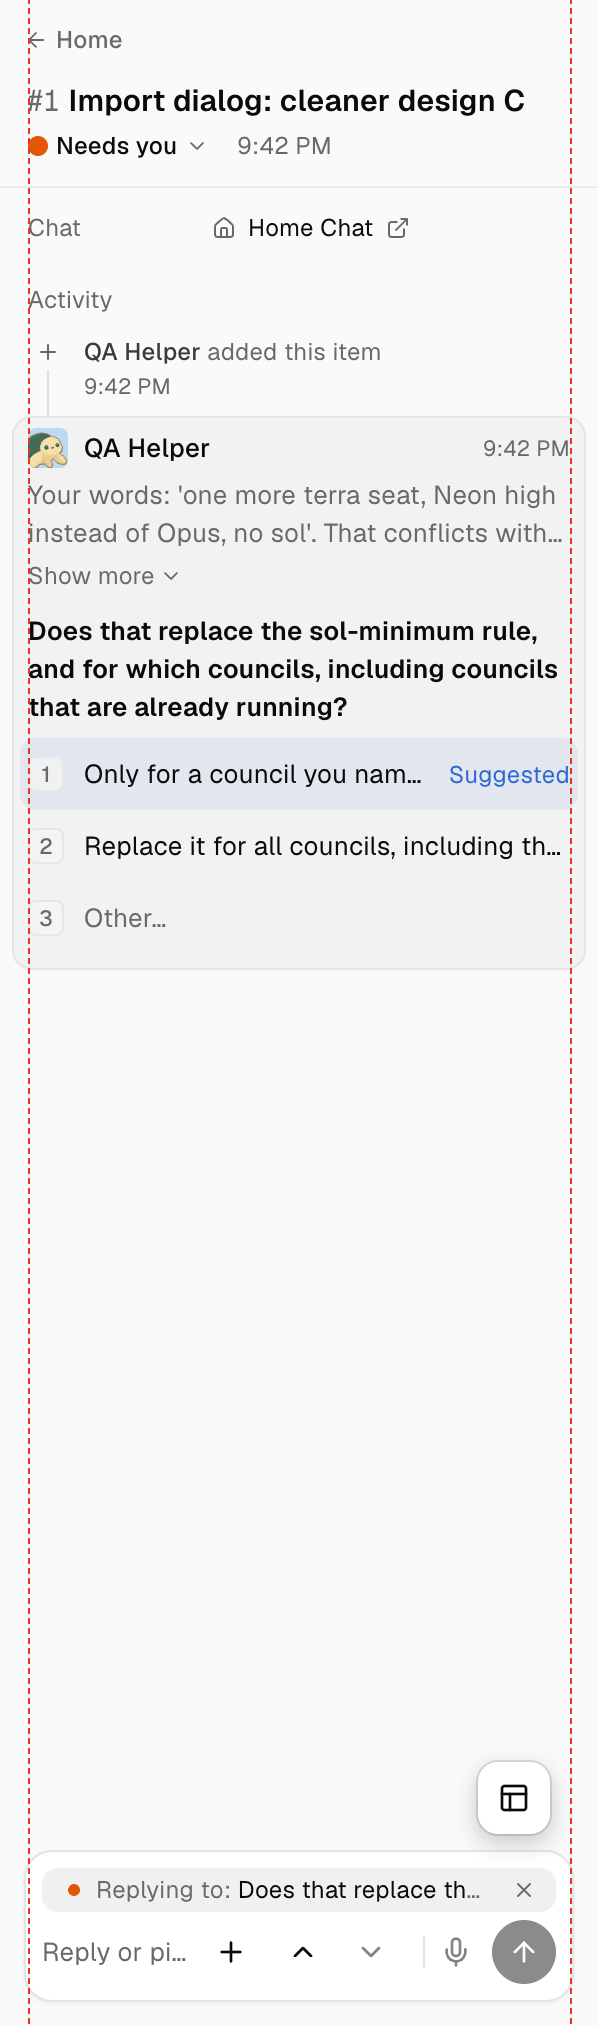 Home
#1 Import dialog: cleaner design C
Needs you 9:42 PM
Chat Home Chat
Activity
QA Helper added this item
9:42 PM
QA Helper 9:42 PM
Your words: 'one more terra seat, Neon high
instead of Opus, no sol'. That conflicts with...
Show more
Does that replace the sol-minimum rule,
and for which councils, including councils
that are already running?
1 Only for a council you nam... Suggested
2 Replace it for all councils, including th...
3 Other...
Replying to: Does that replace th...
Reply or pi...